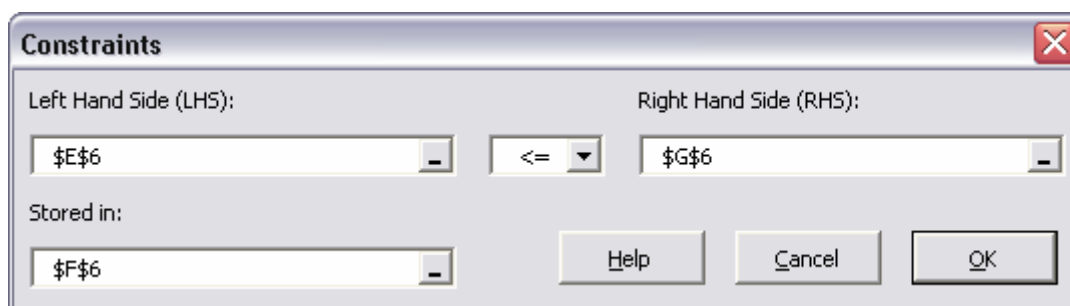 Constraints
Left Hand Side (LHS): Right Hand Side (RHS):
$E$6 <= $G$6
Stored in:
$F$6 Help Cancel OK